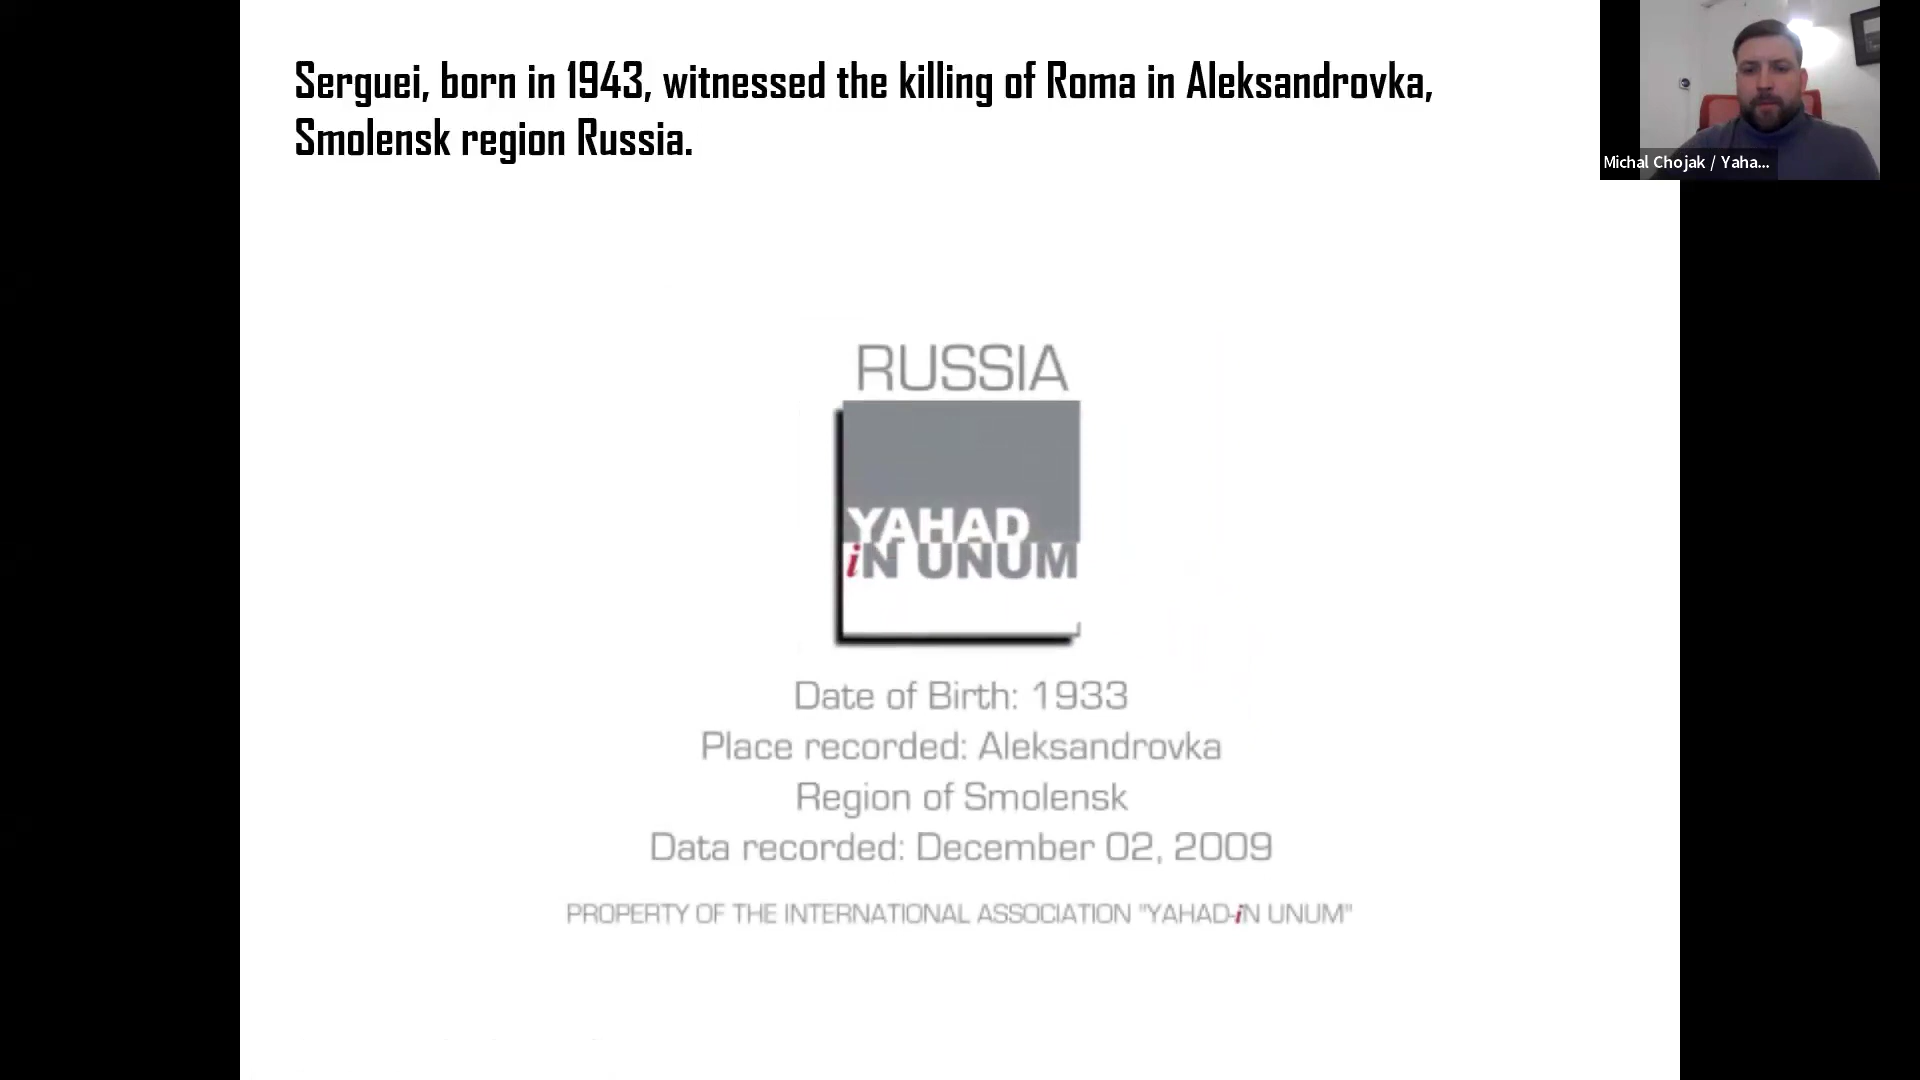 Serguei, born in 1943, witnessed the killing of Roma in Aleksandrovka,
Smolensk region Russia.
Michal Chojak / Yaha...
RUSSIA
YAHAD
iN UNUM
Date of Birth: 1933
Place recorded: Aleksandrovka
Region of Smolensk
Data recorded: December 02, 2009
PROPERTY OF THE INTERNATIONAL ASSOCIATION "YAHAD-iN UNUM"